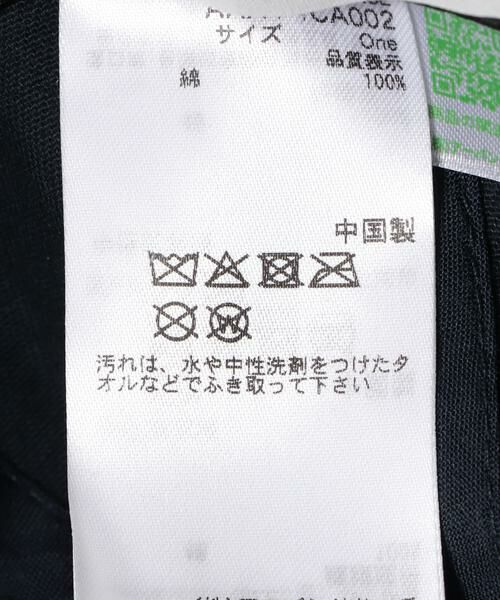 CA002
サイズ
One
品質表示
綿 100%
中国製
W
汚れは、水や中性洗剤をつけたタ
オルなどでふき取って下さい